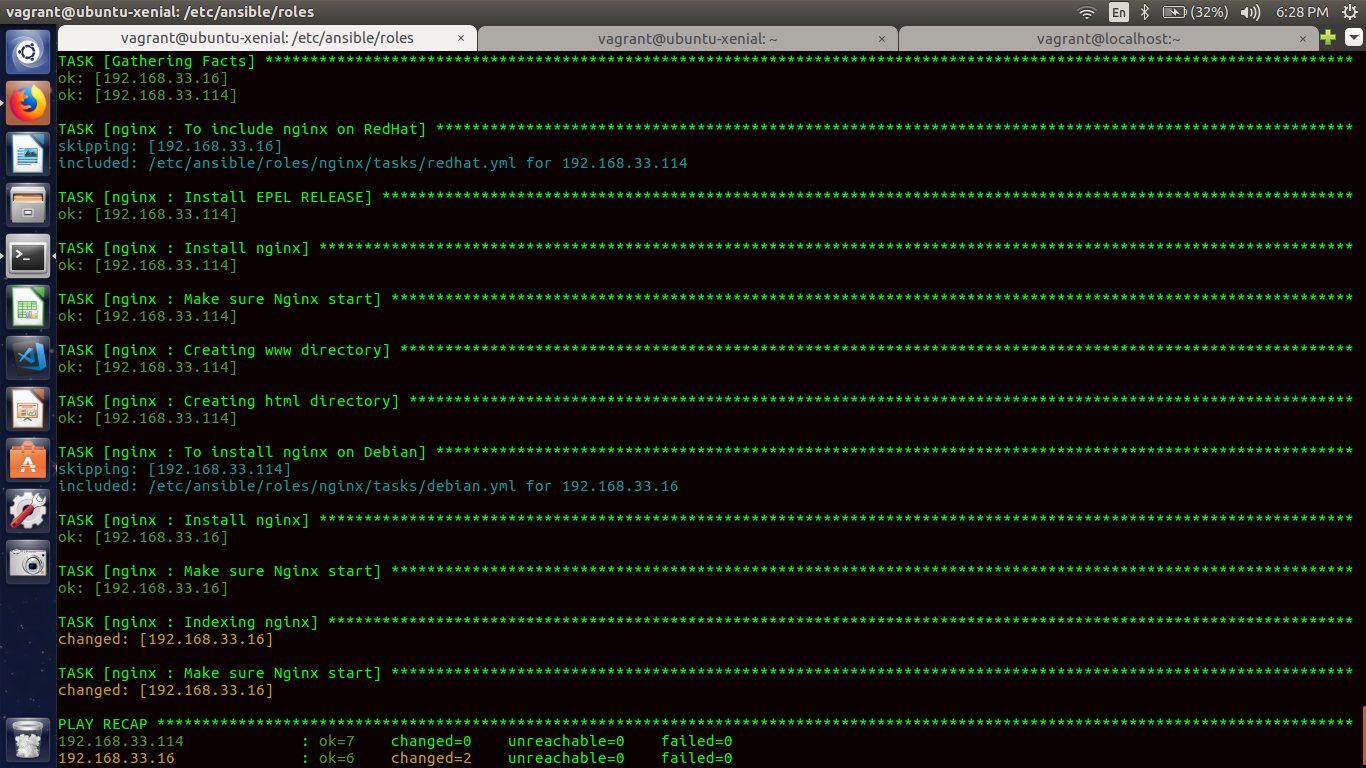 vagrant@ubuntu-xenial: /etc/ansible/roles
En
(32%)
6:28 PM
vagrant@ubuntu-xenial: /etc/ansible/roles ×
vagrant@ubuntu-xenial: ~ ×
vagrant@localhost:~ ×
TASK [Gathering Facts] *************************************************************************************************************************
ok: [192.168.33.16]
ok: [192.168.33.114]
TASK [nginx : To include nginx on RedHat] ******************************************************************************************************
skipping: [192.168.33.16]
included: /etc/ansible/roles/nginx/tasks/redhat.yml for 192.168.33.114
TASK [nginx : Install EPEL RELEASE] ************************************************************************************************************
ok: [192.168.33.114]
TASK [nginx : Install nginx] *******************************************************************************************************************
ok: [192.168.33.114]
TASK [nginx : Make sure Nginx start] ***********************************************************************************************************
ok: [192.168.33.114]
TASK [nginx : Creating www directory] **********************************************************************************************************
ok: [192.168.33.114]
TASK [nginx : Creating html directory] *********************************************************************************************************
ok: [192.168.33.114]
TASK [nginx : To install nginx on Debian] ******************************************************************************************************
skipping: [192.168.33.114]
included: /etc/ansible/roles/nginx/tasks/debian.yml for 192.168.33.16
TASK [nginx : Install nginx] *******************************************************************************************************************
ok: [192.168.33.16]
TASK [nginx : Make sure Nginx start] ***********************************************************************************************************
ok: [192.168.33.16]
TASK [nginx : Indexing nginx] ******************************************************************************************************************
changed: [192.168.33.16]
TASK [nginx : Make sure Nginx start] ***********************************************************************************************************
changed: [192.168.33.16]
PLAY RECAP *************************************************************************************************************************************
192.168.33.114 : ok=7 changed=0 unreachable=0 failed=0
192.168.33.16 : ok=6 changed=2 unreachable=0 failed=0